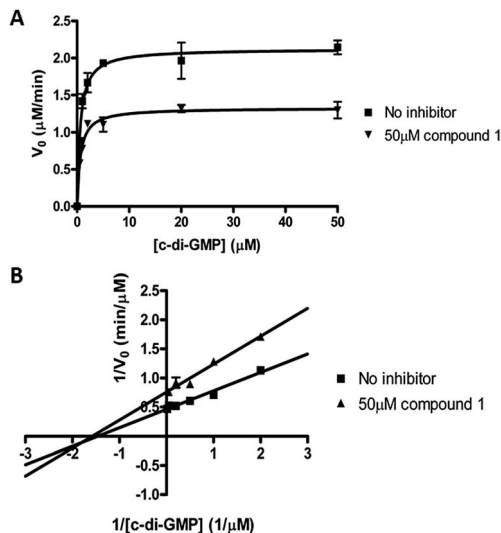 A
2.5
2.0
1.5
1.0
0.5
0.0
V0 (µM/min)
0 10 20 30 40 50
[c-di-GMP] (µM)
No inhibitor
50µM compound 1
B
2.5
2.0
1.5
1.0
0.5
-0.5
-1.0
1/V0 (min/µM)
-3 -2 -1 1 2 3
1/[c-di-GMP] (1/µM)
No inhibitor
50µM compound 1